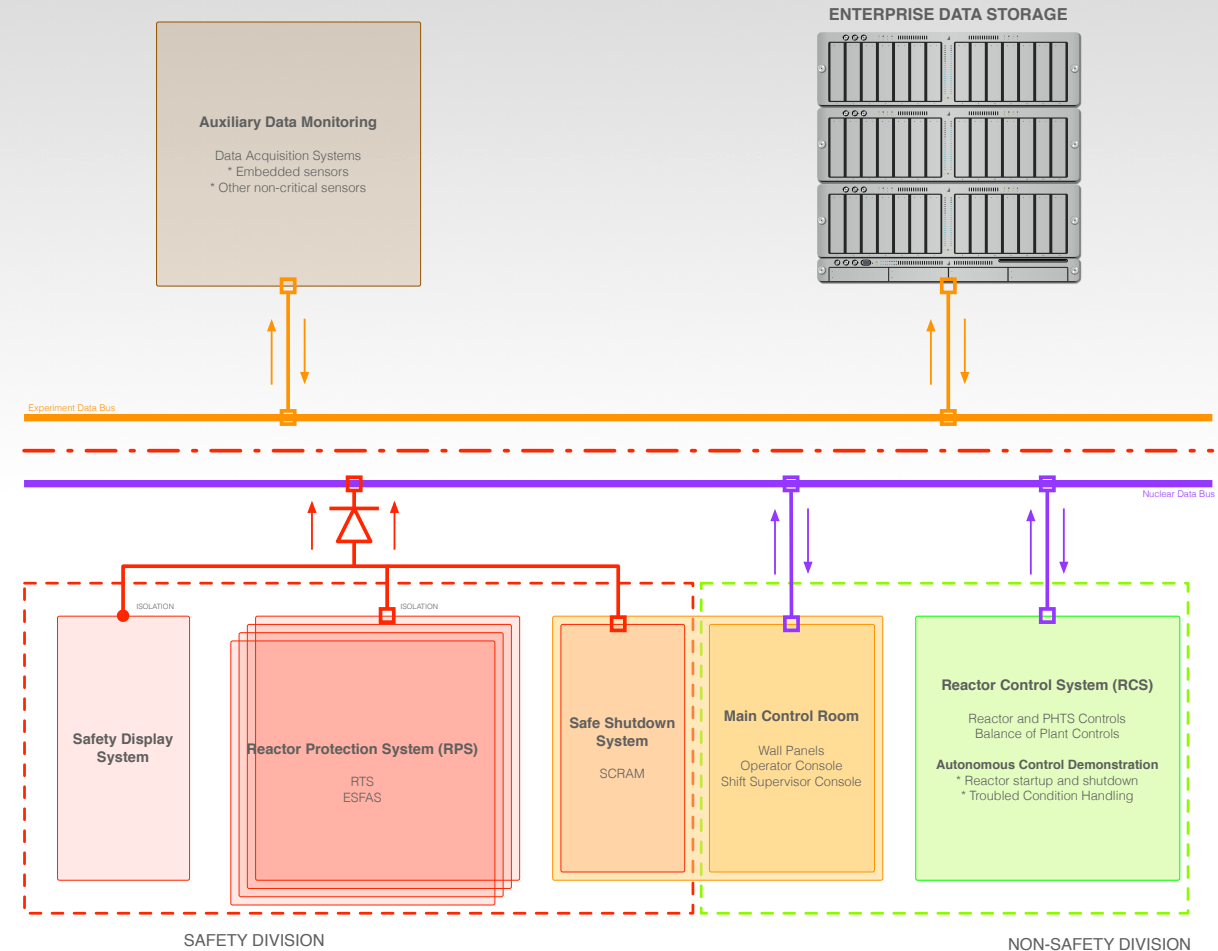 ENTERPRISE DATA STORAGE
Auxiliary Data Monitoring
Data Acquisition Systems
* Embedded sensors
* Other non-critical sensors
Experiment Data Bus
Nuclear Data Bus
ISOLATION
ISOLATION
Safety Display
System
Reactor Protection System (RPS)
RTS
ESFAS
Safe Shutdown
System
SCRAM
Main Control Room
Wall Panels
Operator Console
Shift Supervisor Console
Reactor Control System (RCS)
Reactor and PHTS Controls
Balance of Plant Controls
Autonomous Control Demonstration
* Reactor startup and shutdown
* Troubled Condition Handling
SAFETY DIVISION
NON-SAFETY DIVISION